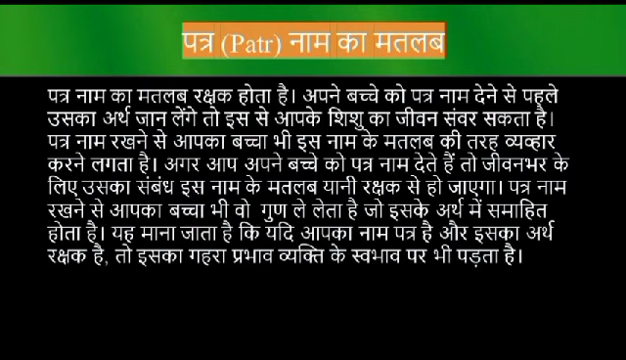 पत्र (Patr) नाम का मतलब
पत्र नाम का मतलब रक्षक होता है। अपने बच्चे को पत्र नाम देने से पहले
उसका अर्थ जान लेंगे तो इस से आपके शिशु का जीवन संवर सकता है।
पत्र नाम रखने से आपका बच्चा भी इस नाम के मतलब की तरह व्यव्हार
करने लगता है। अगर आप अपने बच्चे को पत्र नाम देते हैं तो जीवनभर के
लिए उसका संबंध इस नाम के मतलब यानी रक्षक से हो जाएगा। पत्र नाम
रखने से आपका बच्चा भी वो गुण ले लेता है जो इसके अर्थ में समाहित
होता है। यह माना जाता है कि यदि आपका नाम पत्र है और इसका अर्थ
रक्षक है, तो इसका गहरा प्रभाव व्यक्ति के स्वभाव पर भी पड़ता है।